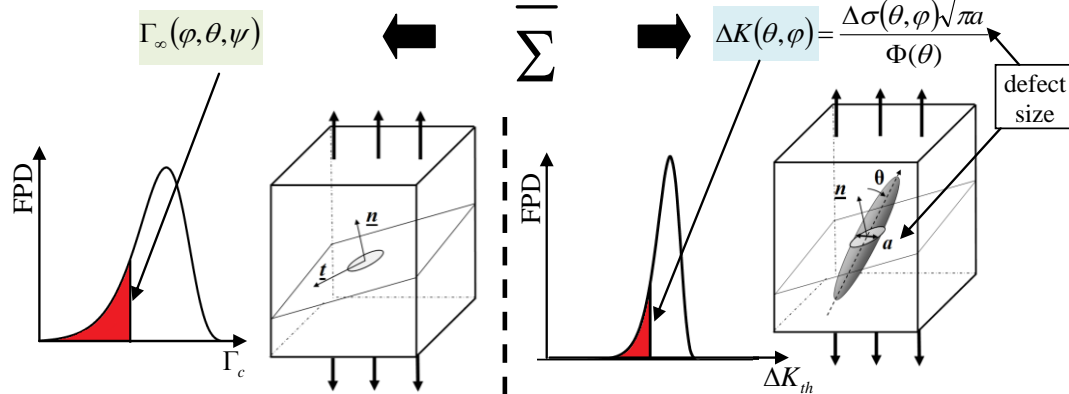 Γ∞(φ,θ,ψ)
Σ̅
ΔK(θ,φ) = Δσ(θ,φ)√πa / Φ(θ)
defect
size
FPD
n
t
Γc
FPD
θ
n
a
ΔKth